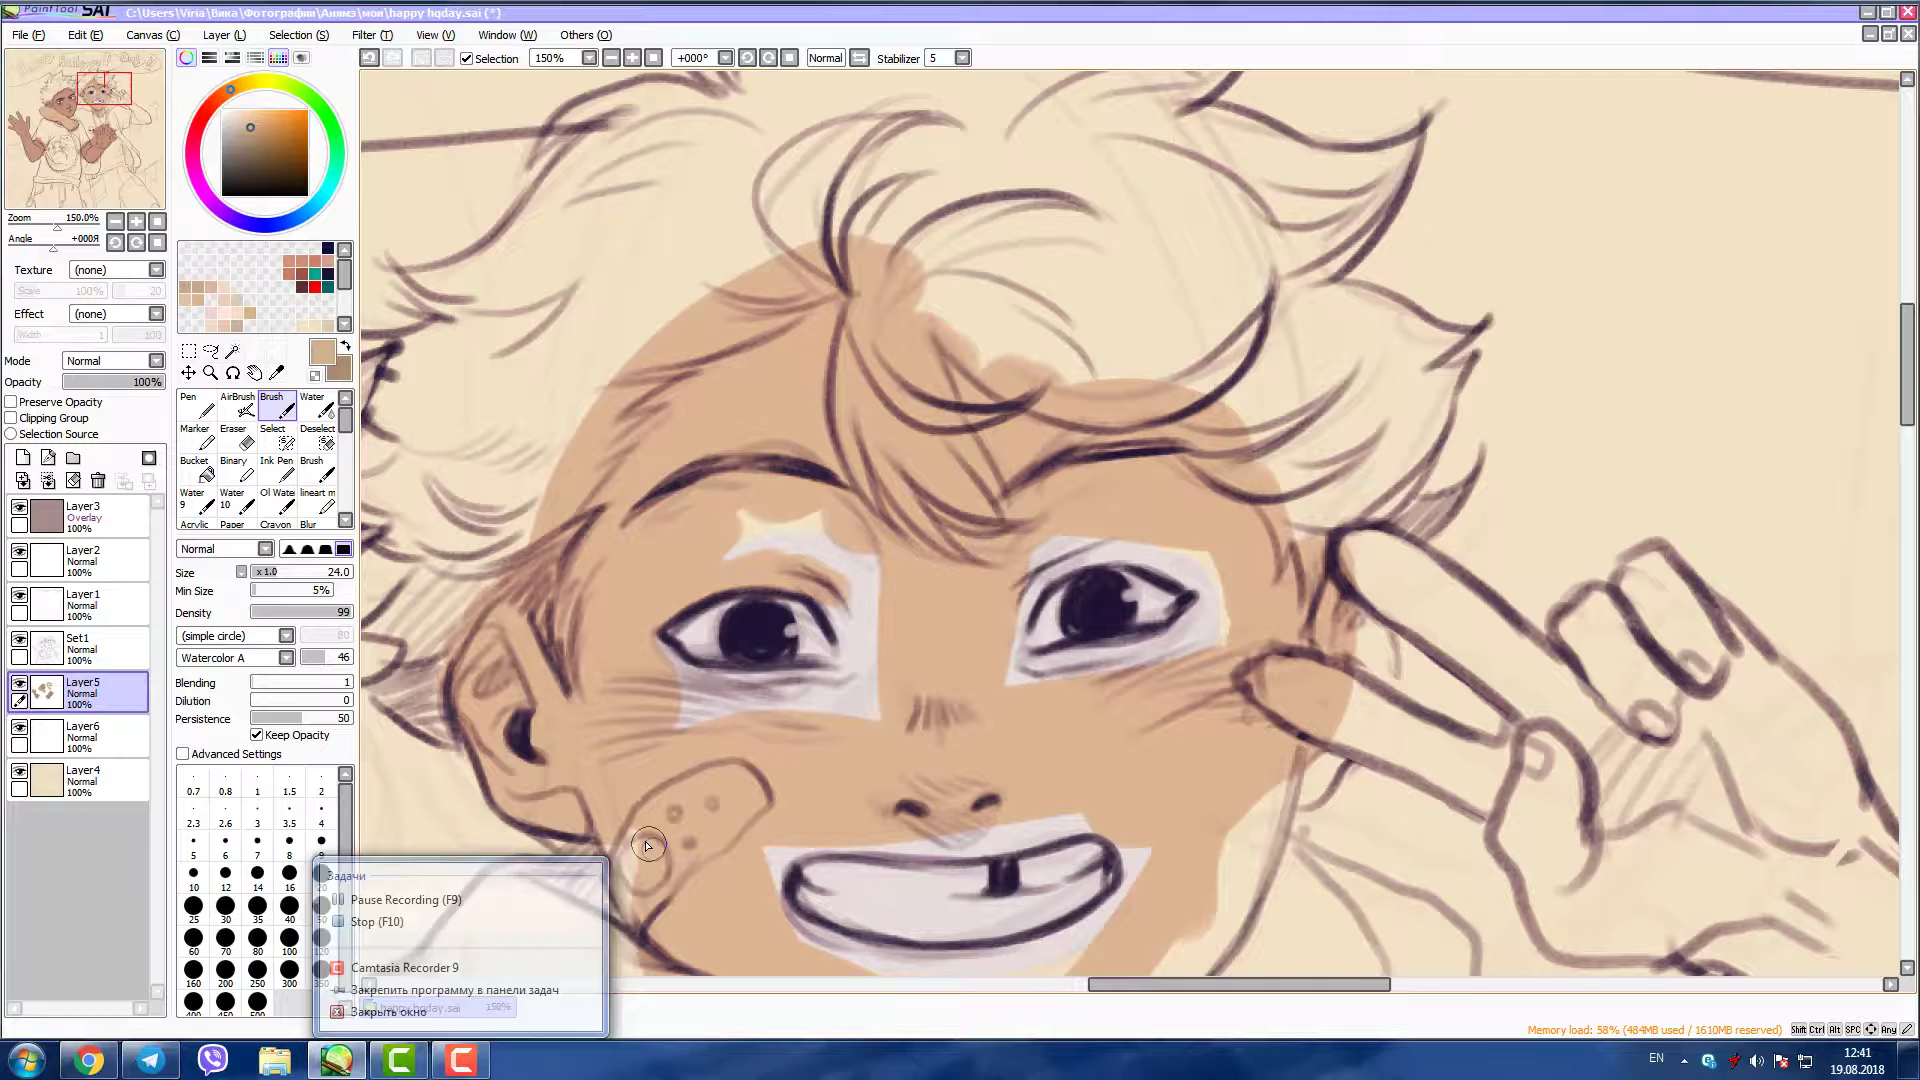 PaintTool SAI C:\Users\Viria\Вика\Фотографии\Анімэ\мои\happy hqday.sai (*)
File (F) Edit (E) Canvas (C) Layer (L) Selection (S) Filter (T) View (V) Window (W) Others (O)
Selection 150% +000° Normal Stabilizer 5
Zoom 150.0%
Angle +000Я
Texture (none)
Scale 100% 20
Effect (none)
Width 1 100
Mode Normal
Opacity 100%
Preserve Opacity
Clipping Group
Selection Source
Layer3
Overlay
100%
Layer2
Normal
100%
Layer1
Normal
100%
Set1
Normal
100%
Layer5
Normal
100%
Layer6
Normal
100%
Layer4
Normal
100%
Pen AirBrush Brush Water
Marker Eraser Select Deselect
Bucket Binary Ink Pen Brush
Water 9 Water 10 Ol Water lineart m
Acrylic Paper Crayon Blur
Normal
Size x 1.0 24.0
Min Size 5%
Density 99
(simple circle) 80
Watercolor A 46
Blending 1
Dilution 0
Persistence 50
Keep Opacity
Advanced Settings
0.7 0.8 1 1.5 2
2.3 2.6 3 3.5 4
5 6 7 8 9
10 12 14 16 20
25 30 35 40 50
60 70 80 100 120
160 200 250 300 350
400 450 500
Задачи
Pause Recording (F9)
Stop (F10)
Camtasia Recorder 9
Закрепить программу в панели задач
Закрыть окно
happy hqday.sai 150%
Memory load: 58% (484MB used / 1610MB reserved) Shift Ctrl Alt SPC Any
EN
12:41
19.08.2018